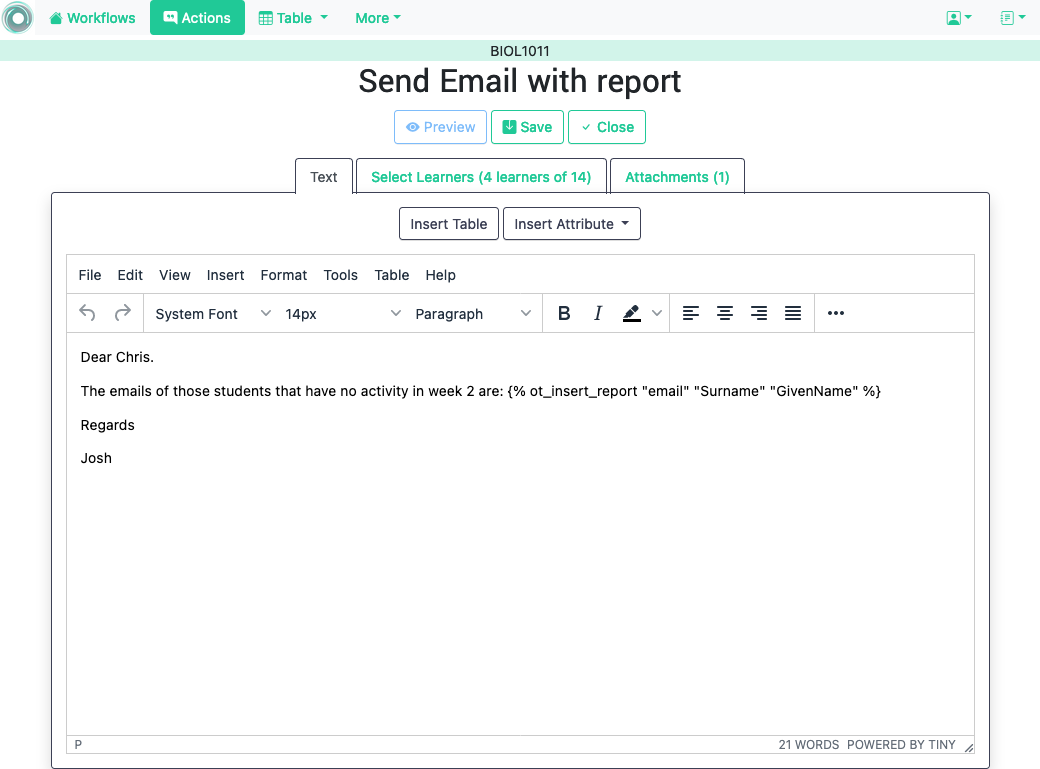 Workflows Actions Table More
BIOL1011
Send Email with report
Preview Save Close
Text Select Learners (4 learners of 14) Attachments (1)
Insert Table Insert Attribute
File Edit View Insert Format Tools Table Help
System Font 14px Paragraph B I
Dear Chris.
The emails of those students that have no activity in week 2 are: {% ot_insert_report "email" "Surname" "GivenName" %}
Regards
Josh
P 21 WORDS POWERED BY TINY